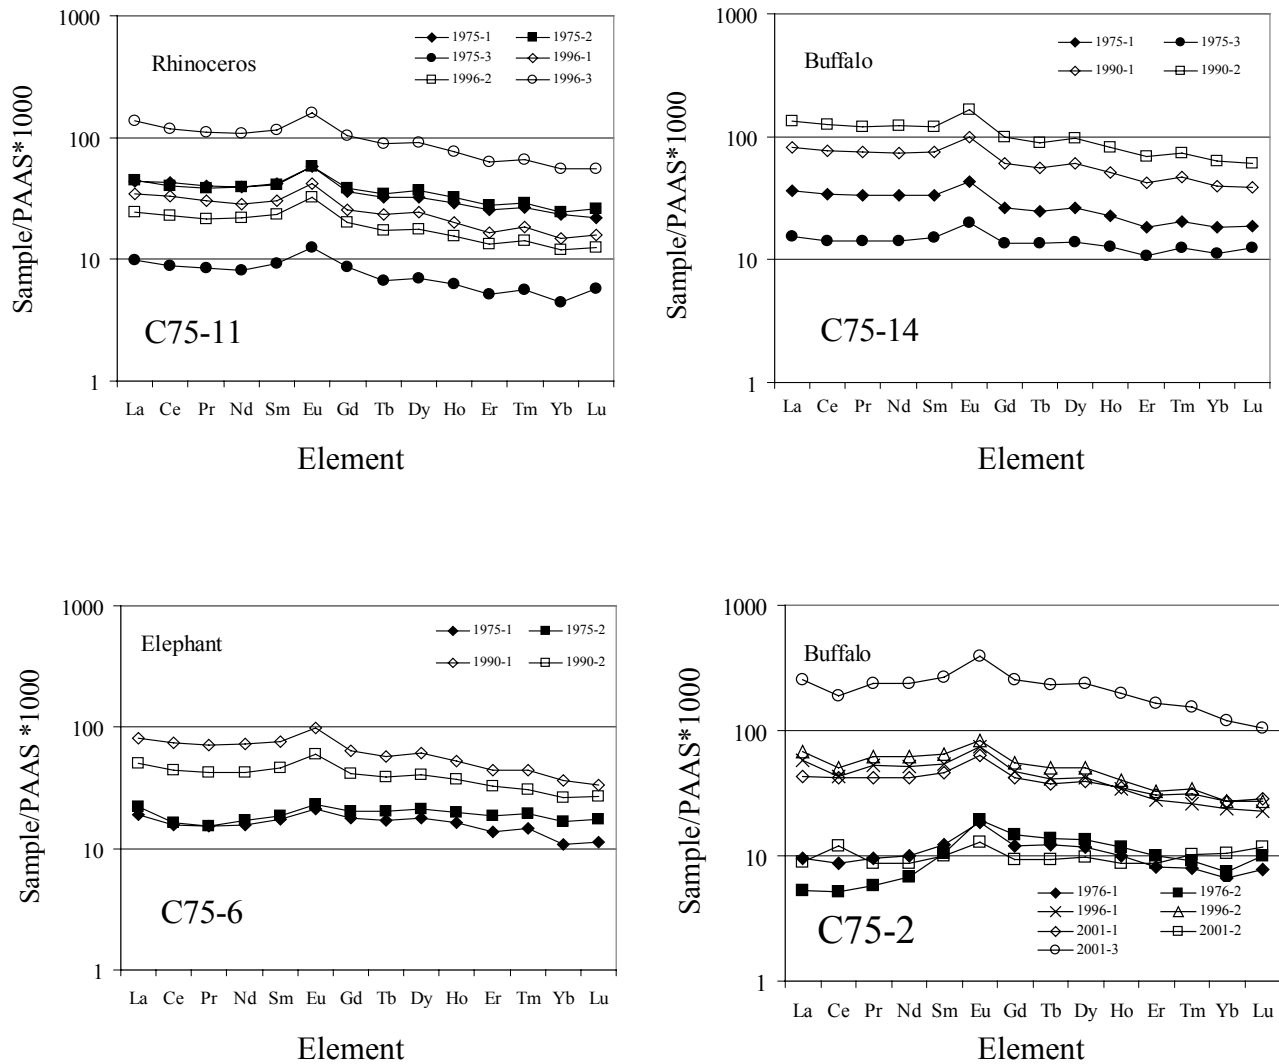 1000
100
10
1
Sample/PAAS*1000
Rhinoceros
1975-1 1975-2
1975-3 1996-1
1996-2 1996-3
C75-11
La Ce Pr Nd Sm Eu Gd Tb Dy Ho Er Tm Yb Lu
Element
1000
100
10
1
Sample/PAAS*1000
Buffalo
1975-1 1975-3
1990-1 1990-2
C75-14
La Ce Pr Nd Sm Eu Gd Tb Dy Ho Er Tm Yb Lu
Element
1000
100
10
1
Sample/PAAS *1000
Elephant
1975-1 1975-2
1990-1 1990-2
C75-6
La Ce Pr Nd Sm Eu Gd Tb Dy Ho Er Tm Yb Lu
Element
1000
100
10
1
Sample/PAAS*1000
Buffalo
1976-1 1976-2
1996-1 1996-2
2001-1 2001-2
2001-3
C75-2
La Ce Pr Nd Sm Eu Gd Tb Dy Ho Er Tm Yb Lu
Element